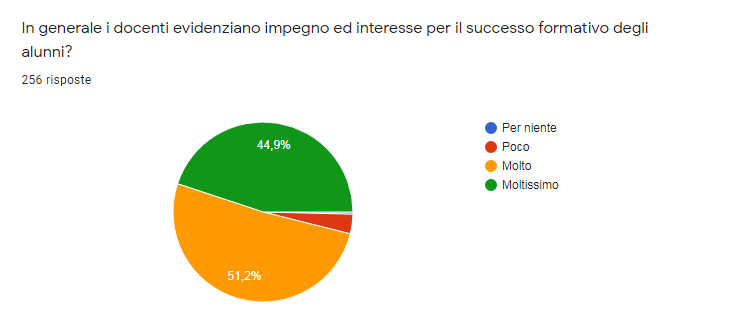 In generale i docenti evidenziano impegno ed interesse per il successo formativo degli
alunni?
256 risposte
44,9%
51,2%
Per niente
Poco
Molto
Moltissimo